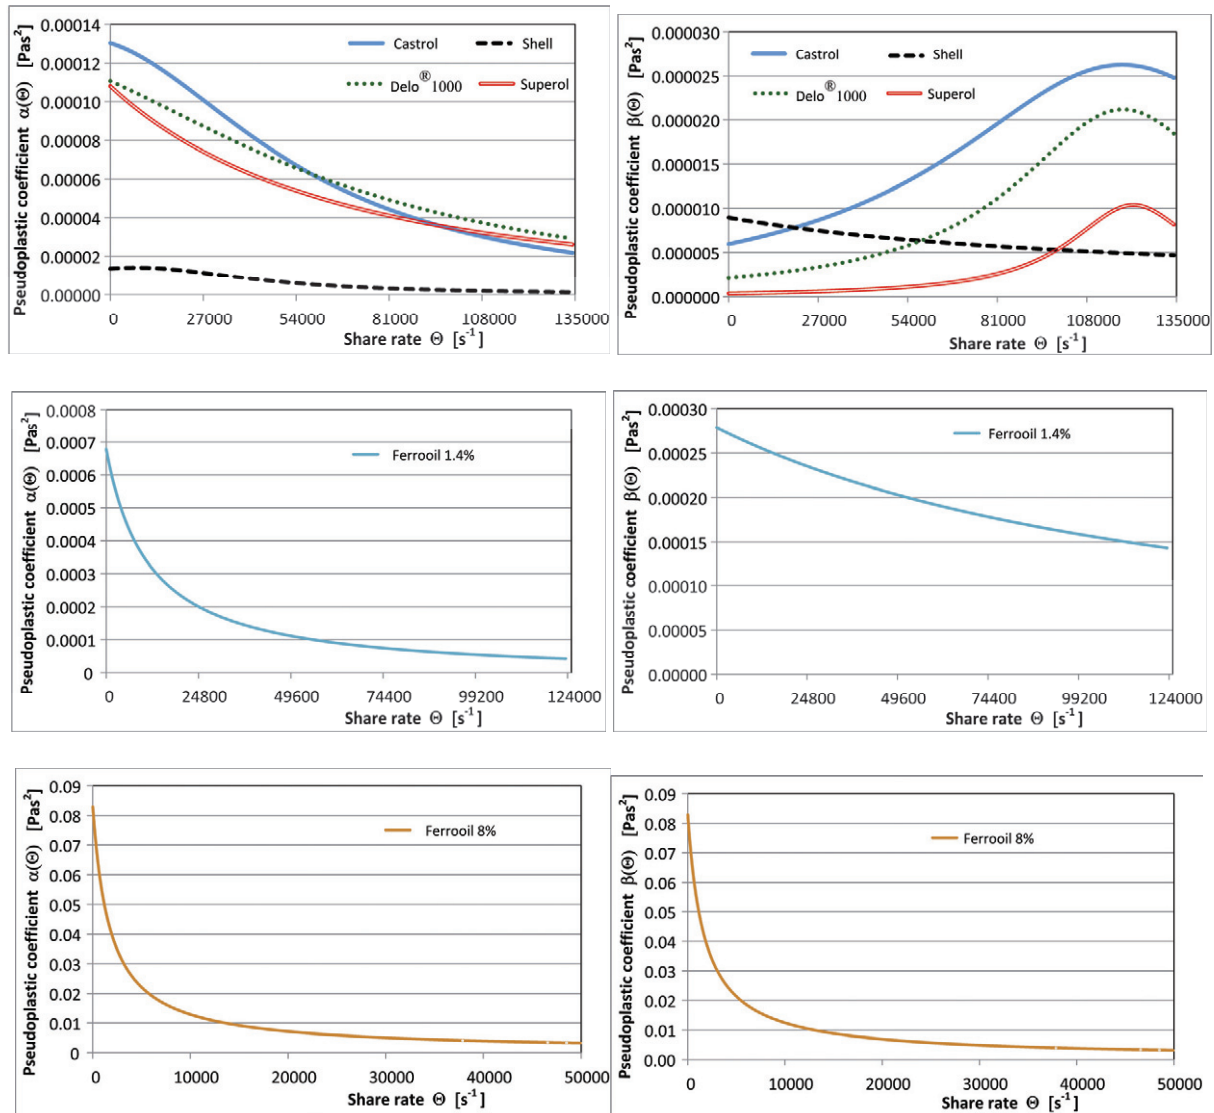 Pseudoplastic coefficient α(Θ) [Pas²]
0.00014
0.00012
0.00010
0.00008
0.00006
0.00004
0.00002
0.00000
Castrol
Shell
Delo®1000
Superol
0 27000 54000 81000 108000 135000
Share rate Θ [s⁻¹]
Pseudoplastic coefficient β(Θ) [Pas²]
0.000030
0.000025
0.000020
0.000015
0.000010
0.000005
0.000000
Castrol
Shell
Delo®1000
Superol
0 27000 54000 81000 108000 135000
Share rate Θ [s⁻¹]
Pseudoplastic coefficient α(Θ) [Pas²]
0.0008
0.0007
0.0006
0.0005
0.0004
0.0003
0.0002
0.0001
0
Ferrooil 1.4%
0 24800 49600 74400 99200 124000
Share rate Θ [s⁻¹]
Pseudoplastic coefficient β(Θ) [Pas²]
0.00030
0.00025
0.00020
0.00015
0.00010
0.00005
0.00000
Ferrooil 1.4%
0 24800 49600 74400 99200 124000
Share rate Θ [s⁻¹]
Pseudoplastic coefficient α(Θ) [Pas²]
0.09
0.08
0.07
0.06
0.05
0.04
0.03
0.02
0.01
0
Ferrooil 8%
0 10000 20000 30000 40000 50000
Share rate Θ [s⁻¹]
Pseudoplastic coefficient β(Θ) [Pas²]
0.09
0.08
0.07
0.06
0.05
0.04
0.03
0.02
0.01
0.00
Ferrooil 8%
0 10000 20000 30000 40000 50000
Share rate Θ [s⁻¹]